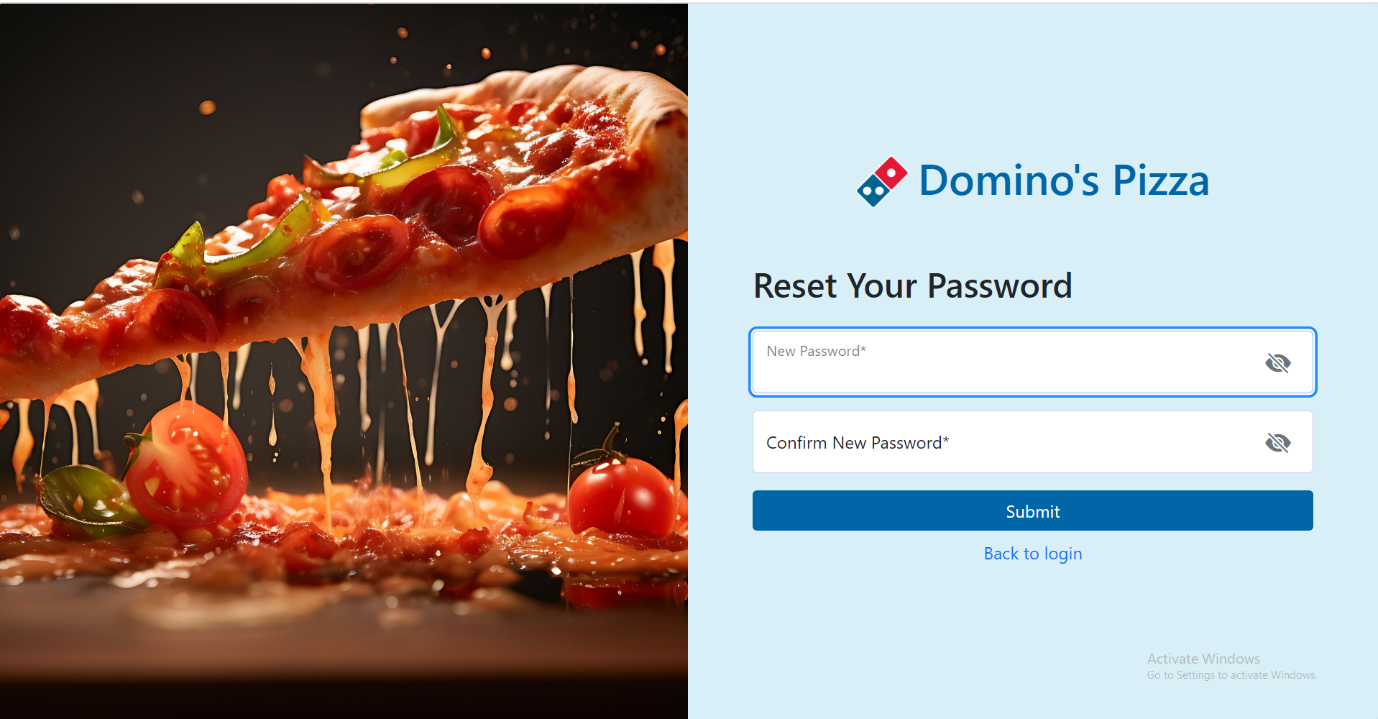 Domino's Pizza
Reset Your Password
New Password*
Confirm New Password*
Submit
Back to login
Activate Windows
Go to Settings to activate Windows.